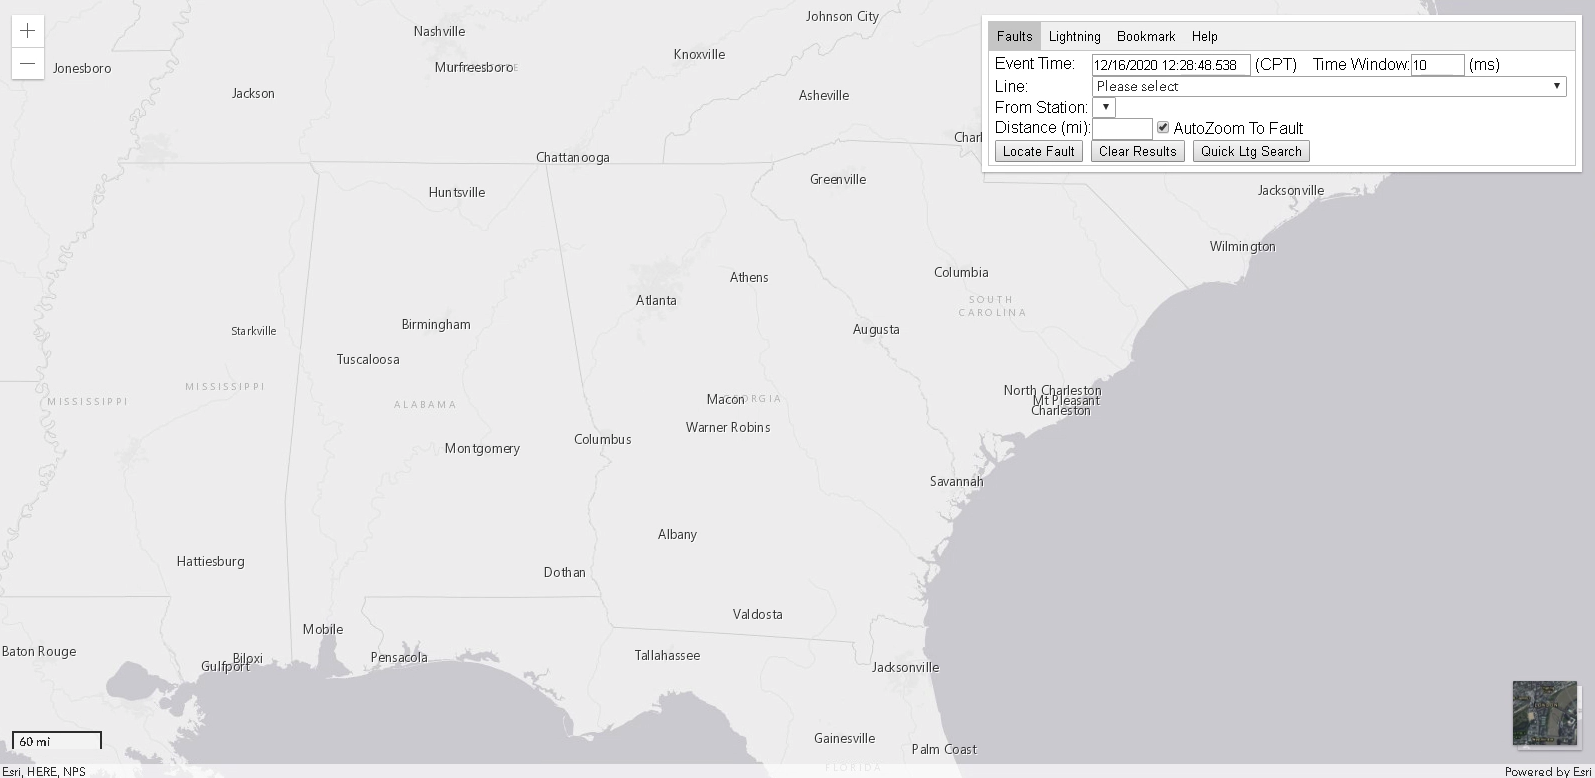 Johnson City
Nashville
Faults Lightning Bookmark Help
Knoxville
Jonesboro
Murfreesboro
Event Time: 12/16/2020 12:28:48.538 (CPT) Time Window: 10 (ms)
Line: Please select
Jackson
Asheville
From Station:
Distance (mi): AutoZoom To Fault
Charl
Locate Fault Clear Results Quick Ltg Search
Chattanooga
Greenville
Huntsville
Jacksonville
Wilmington
Columbia
Athens
Atlanta
SOUTH
CAROLINA
Birmingham
Starkville
Augusta
Tuscaloosa
MISSISSIPPI
North Charleston
MISSISSIPPI
Mt Pleasant
Macon
RGIA
ALABAMA
Charleston
Warner Robins
Columbus
Montgomery
Savannah
Albany
Hattiesburg
Dothan
Valdosta
Mobile
Baton Rouge
Biloxi
Gulfport
Pensacola
Tallahassee
Jacksonville
Gainesville
Palm Coast
60 mi
FLORIDA
Esri, HERE, NPS
Powered by Esri